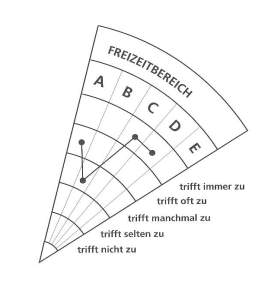 FREIZEITBEREICH
A B C D E
trifft immer zu
trifft oft zu
trifft manchmal zu
trifft selten zu
trifft nicht zu